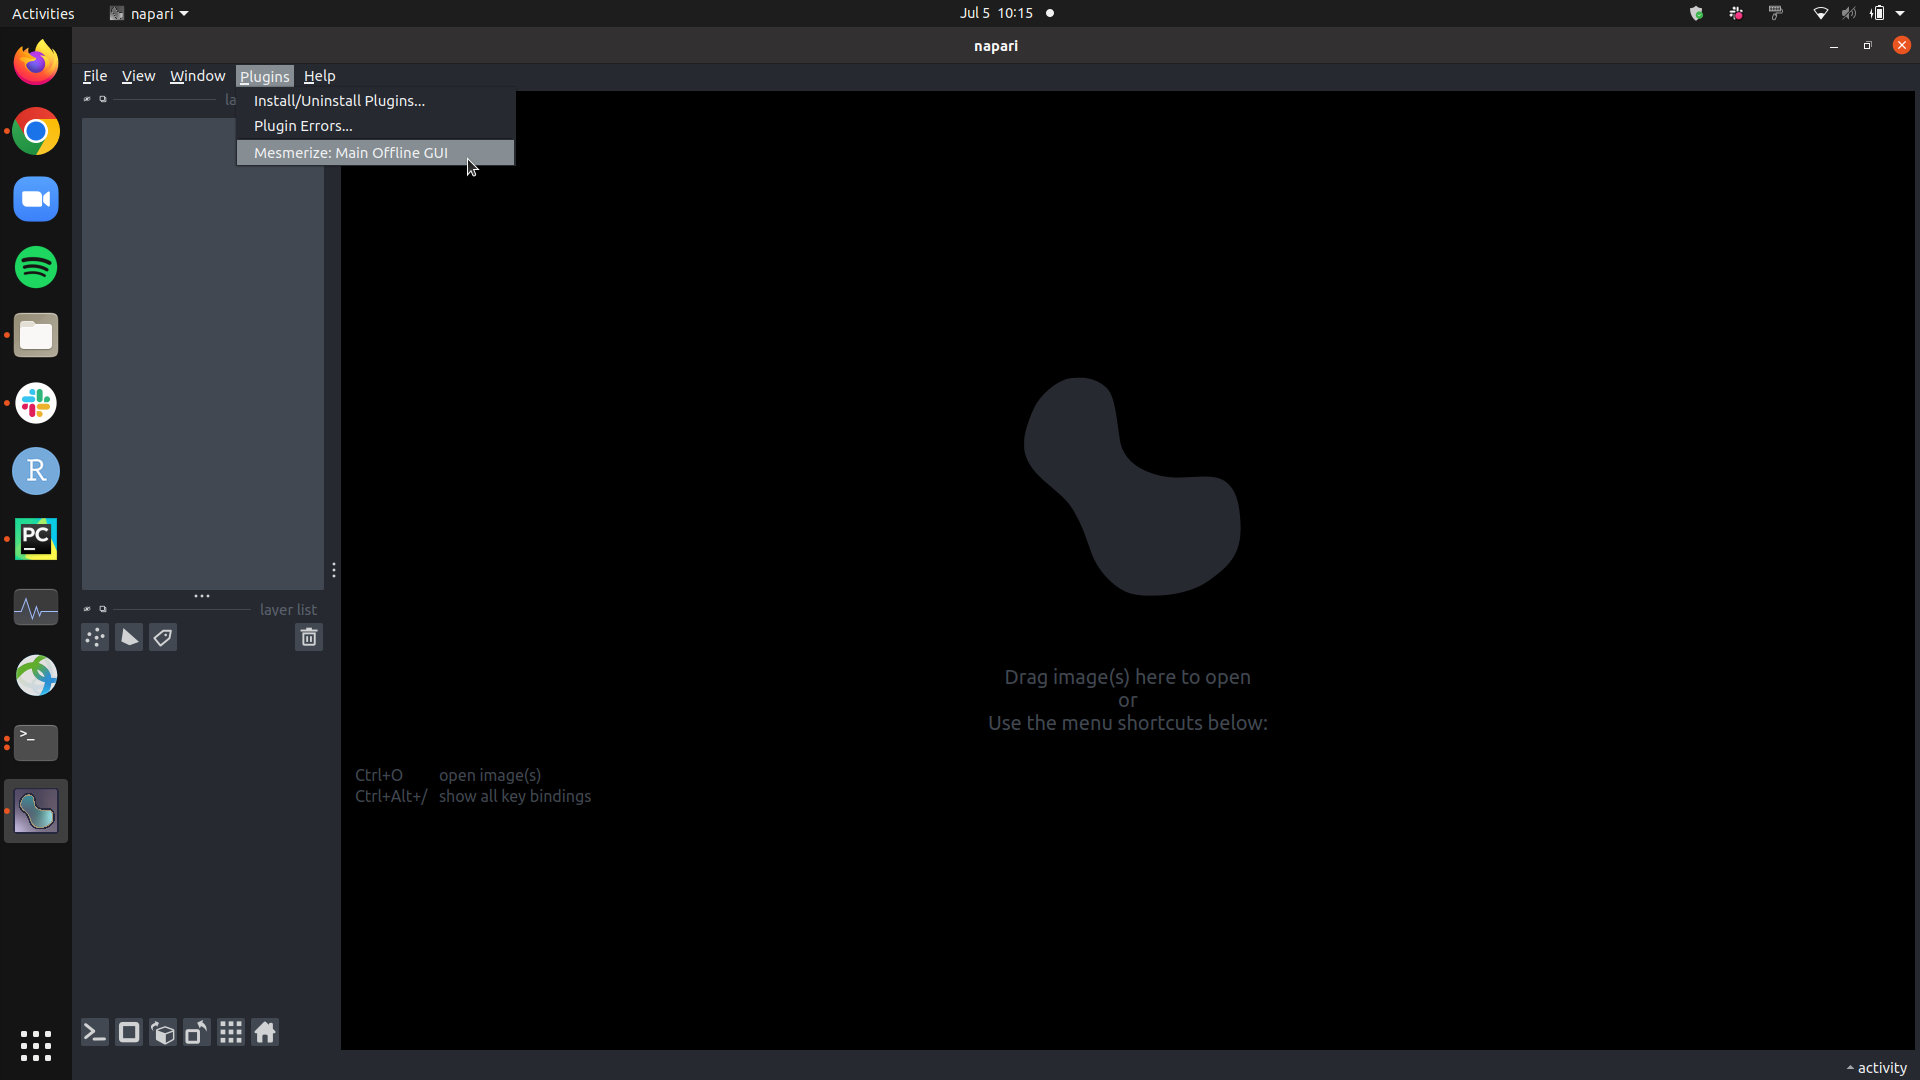 Activities
napari
Jul 5 10:15
napari
File View Window Plugins Help
la
Install/Uninstall Plugins...
Plugin Errors...
Mesmerize: Main Offline GUI
R
PC
>_
layer list
Drag image(s) here to open
or
Use the menu shortcuts below:
Ctrl+O open image(s)
Ctrl+Alt+/ show all key bindings
activity